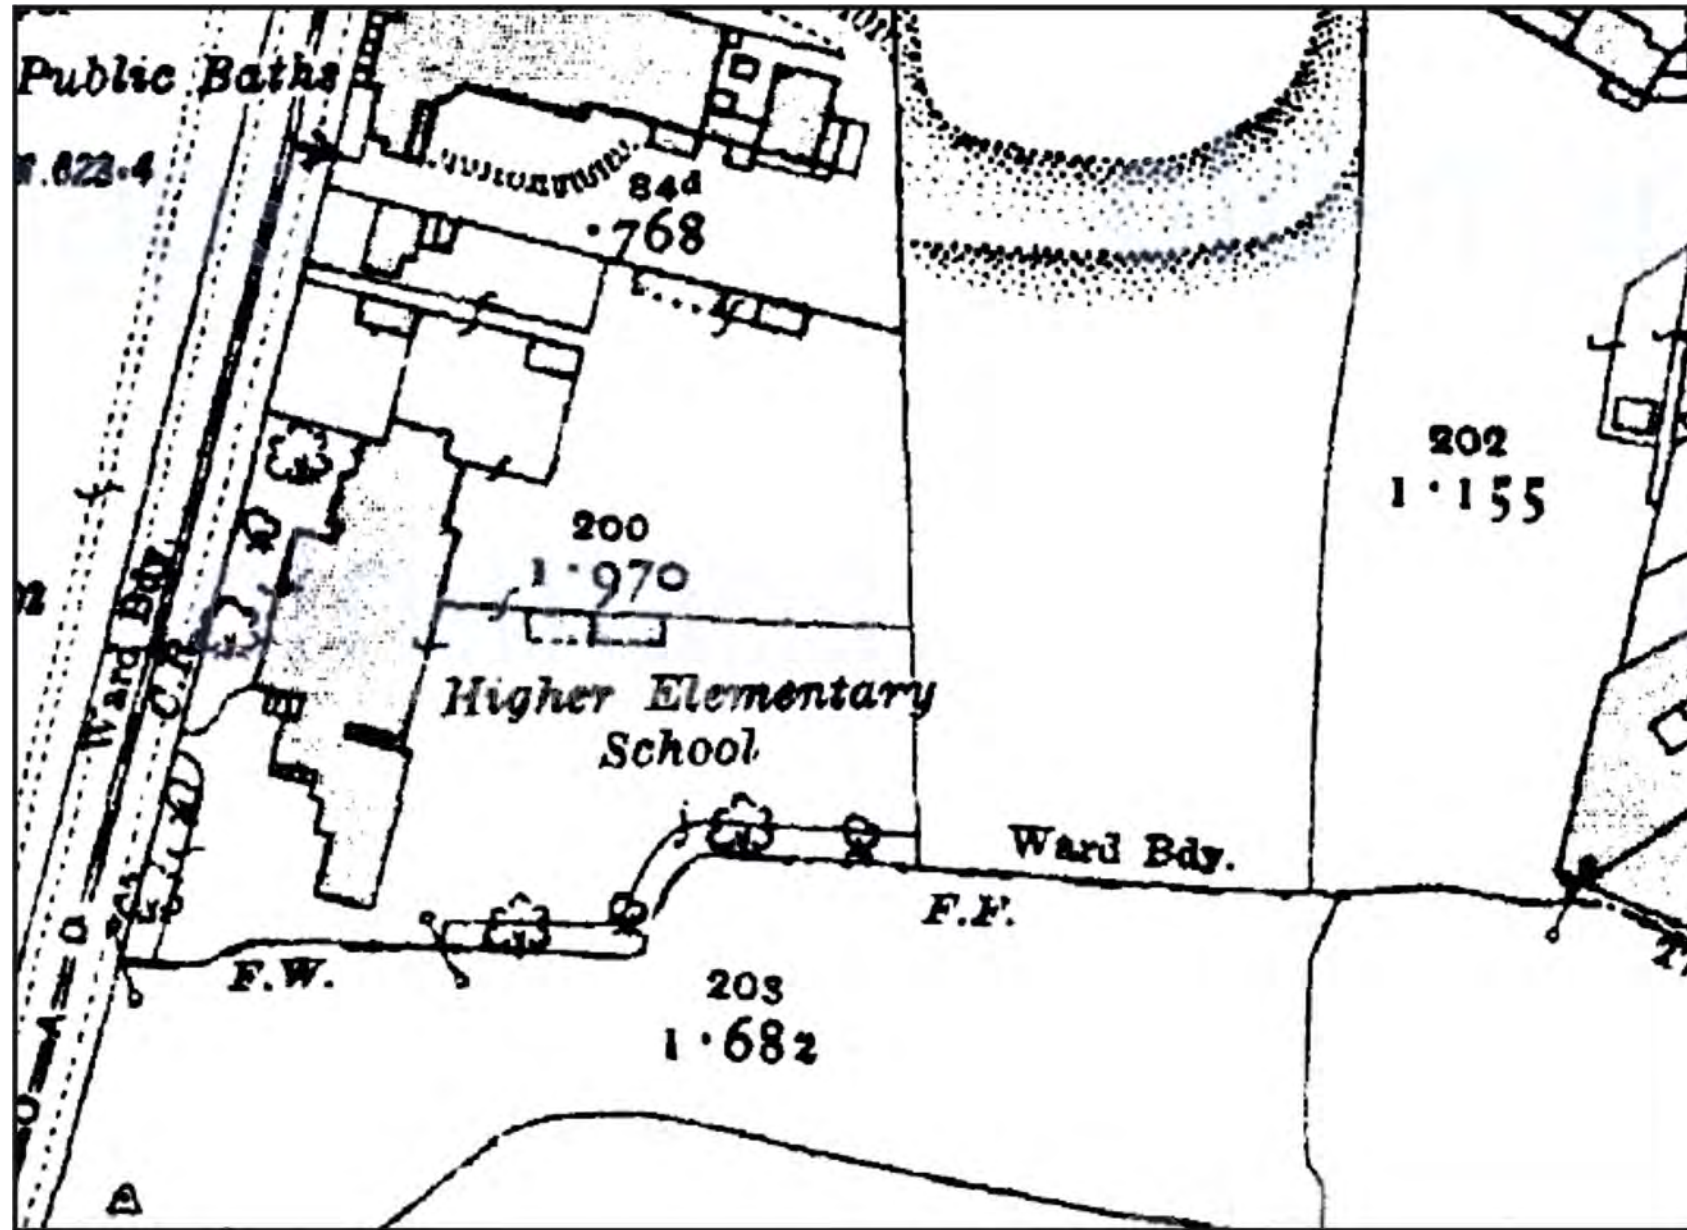 Public Baths
84d
.768
202
1.155
200
1.970
Ward Bdy.
C.R.
Higher Elementary
School
Ward Bdy.
F.F.
F.W.
203
1.682